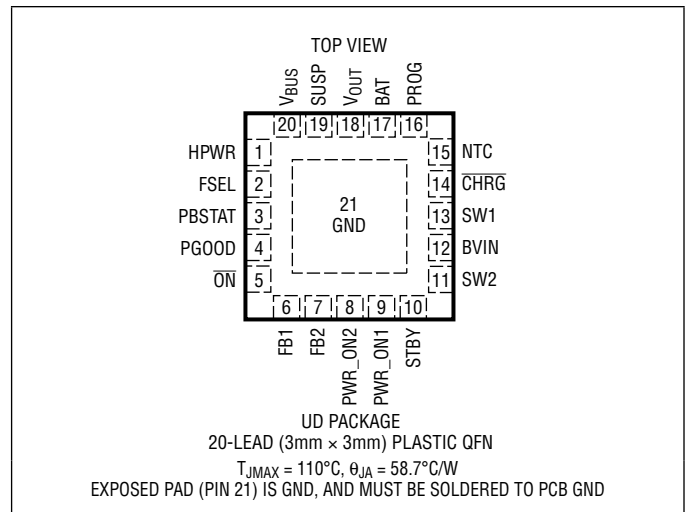 TOP VIEW
VBUS SUSP VOUT BAT PROG
20 19 18 17 16
HPWR 1 15 NTC
FSEL 2 14 CHRG
PBSTAT 3 13 SW1
PGOOD 4 12 BVIN
ON 5 11 SW2
21
GND
6 7 8 9 10
FB1 FB2 PWR_ON2 PWR_ON1 STBY
UD PACKAGE
20-LEAD (3mm × 3mm) PLASTIC QFN
TJMAX = 110°C, θJA = 58.7°C/W
EXPOSED PAD (PIN 21) IS GND, AND MUST BE SOLDERED TO PCB GND